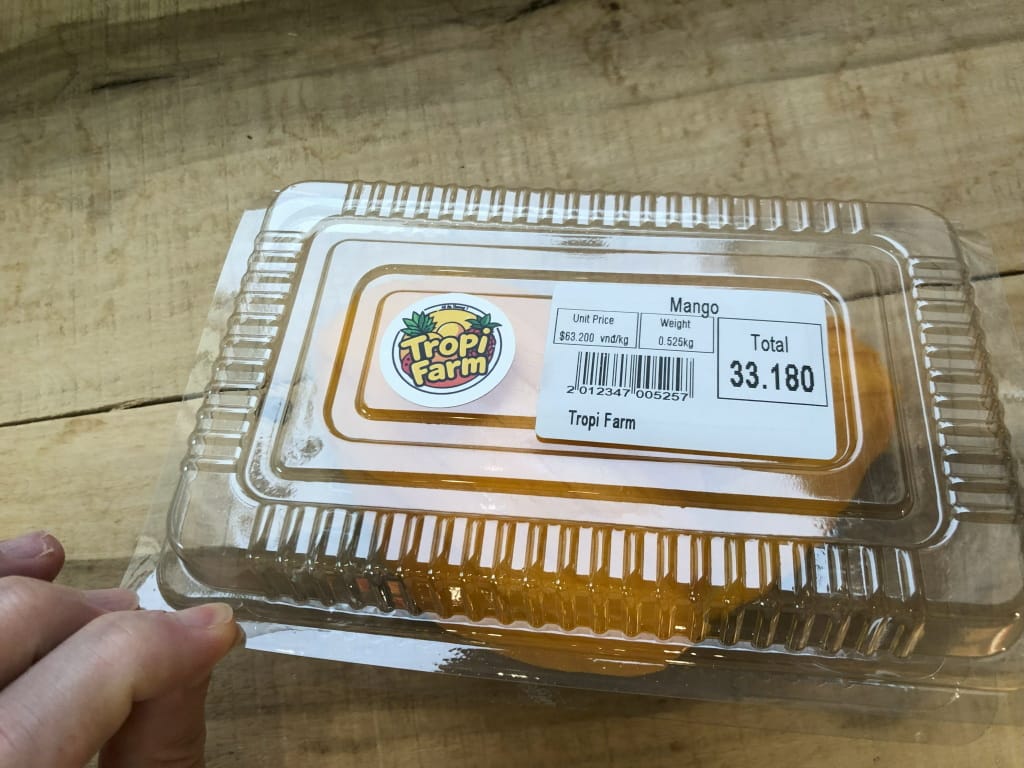 Tropi
Farm
Mango
Unit Price
$63.200 vnđ/kg
Weight
0.525kg
Total
33.180
2 012347 005257
Tropi Farm